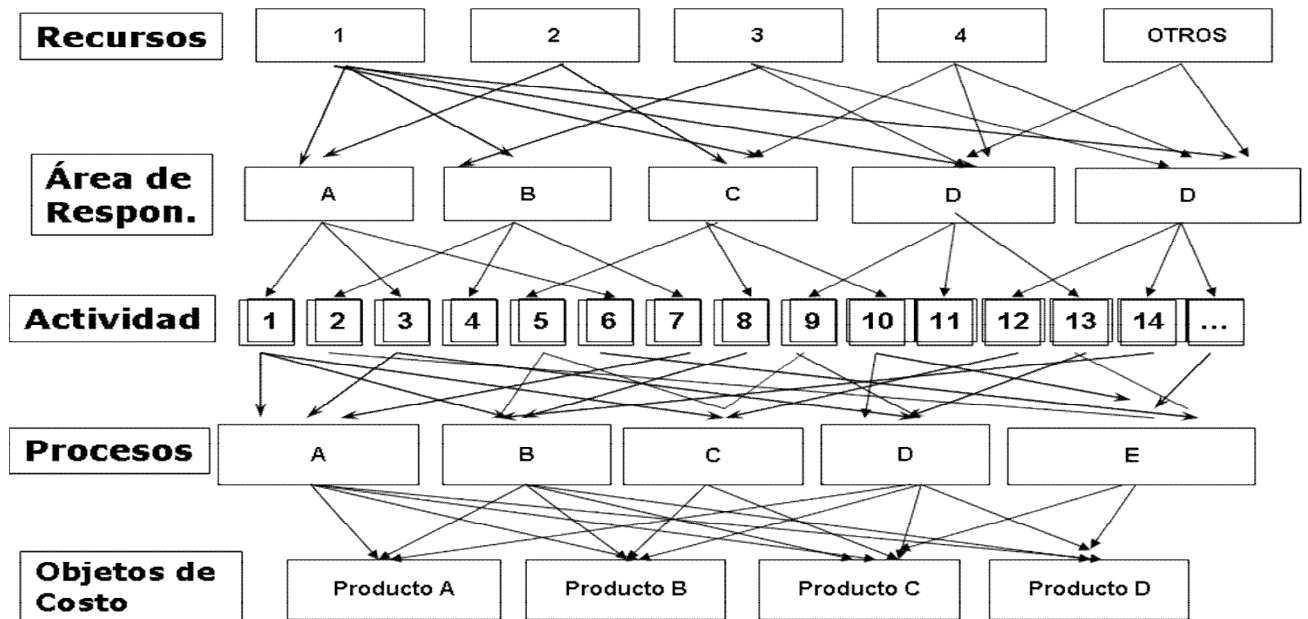 Recursos
1
2
3
4
OTROS
Área de
Respon.
A
B
C
D
D
Actividad
1
2
3
4
5
6
7
8
9
10
11
12
13
14
...
Procesos
A
B
C
D
E
Objetos de
Costo
Producto A
Producto B
Producto C
Producto D